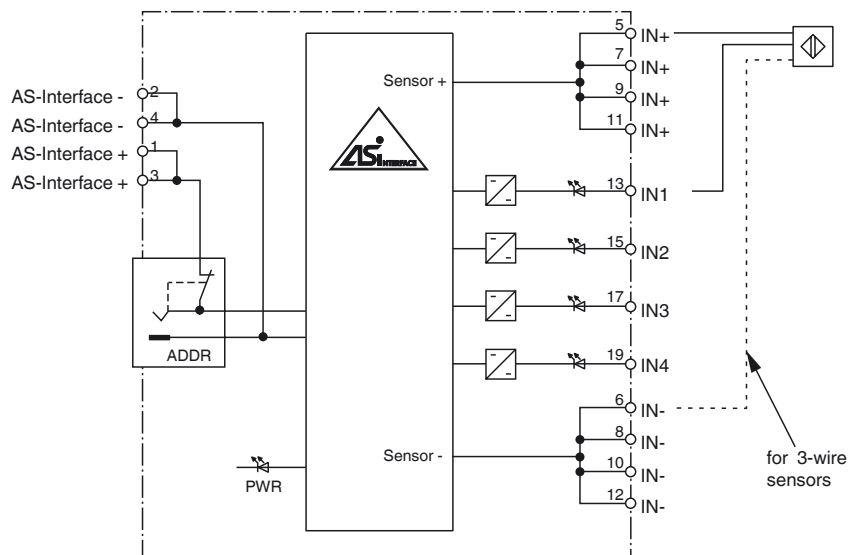 AS-Interface -
2
AS-Interface -
4
AS-Interface +
1
AS-Interface +
3
ADDR
PWR
Sensor +
ASi INTERFACE
Sensor -
5 IN+
7 IN+
9 IN+
11 IN+
13 IN1
15 IN2
17 IN3
19 IN4
6 IN-
8 IN-
10 IN-
12 IN-
for 3-wire
sensors